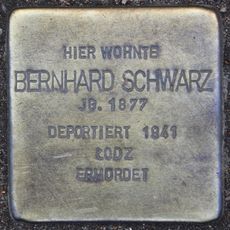 HIER WOHNTE
BERNHARD SCHWARZ
JG. 1877
DEPORTIERT 1941
ŁODZ
ERMORDET